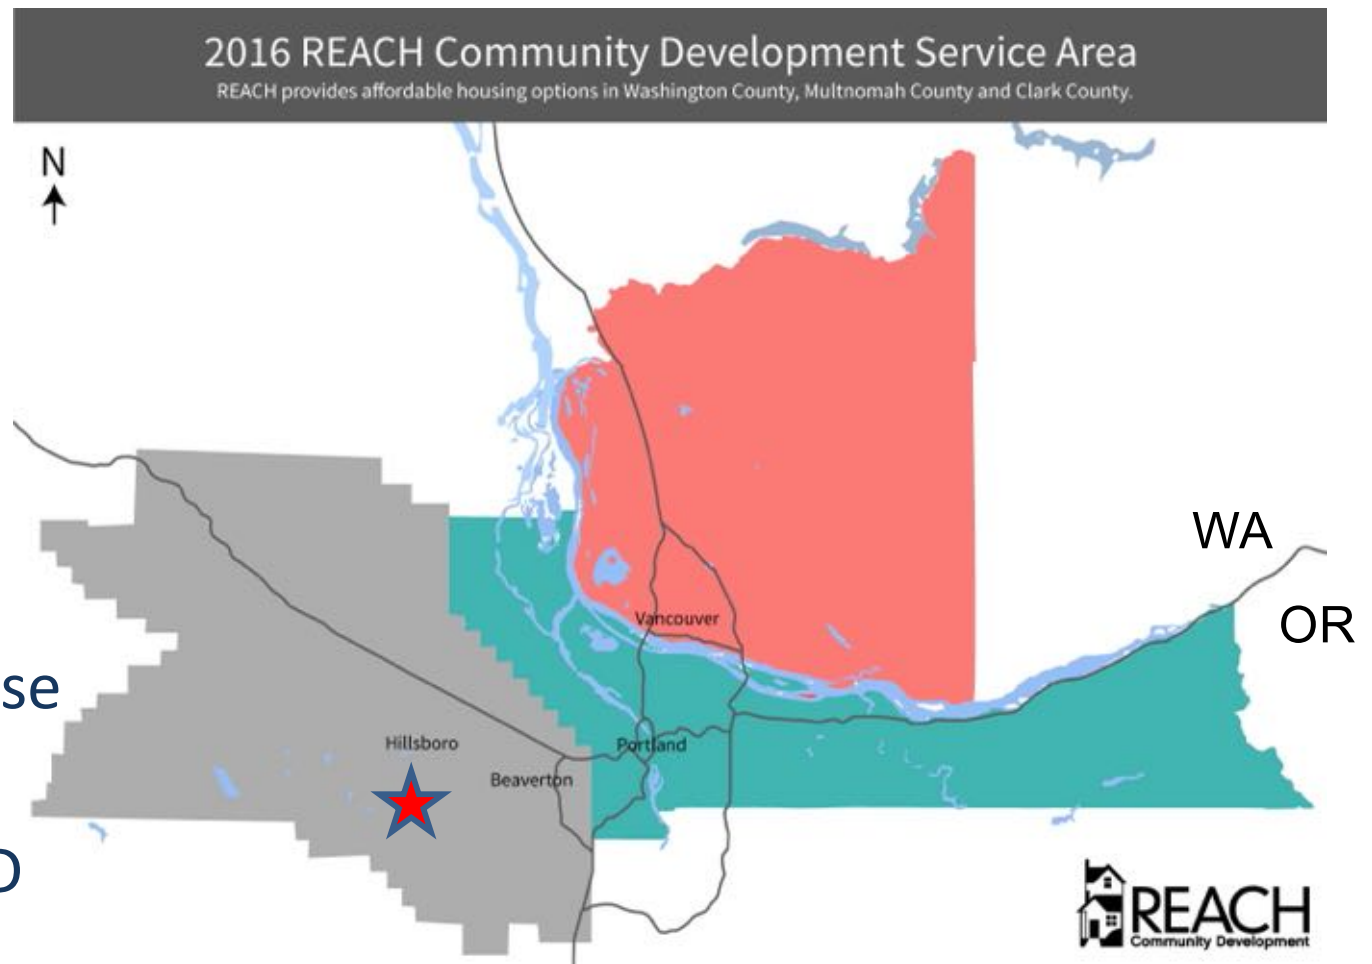 2016 REACH Community Development Service Area
REACH provides affordable housing options in Washington County, Multnomah County and Clark County.
N
WA
OR
Vancouver
se
Hillsboro
Portland
Beaverton
REACH
Community Development